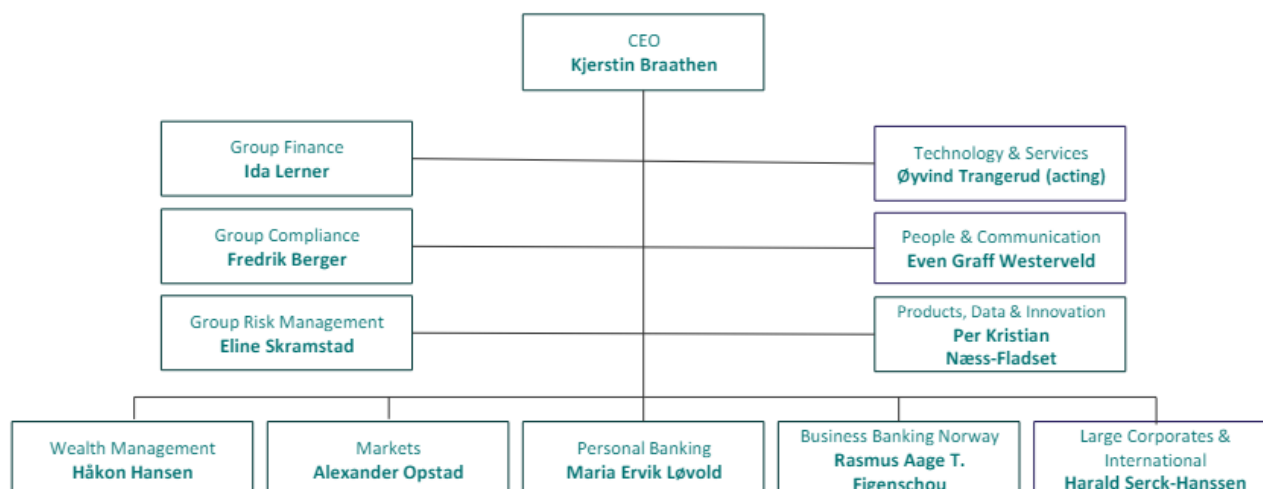 CEO
Kjerstin Braathen
Group Finance
Ida Lerner
Technology & Services
Øyvind Trangerud (acting)
Group Compliance
Fredrik Berger
People & Communication
Even Graff Westerveld
Group Risk Management
Eline Skramstad
Products, Data & Innovation
Per Kristian
Næss-Fladset
Wealth Management
Håkon Hansen
Markets
Alexander Opstad
Personal Banking
Maria Ervik Løvold
Business Banking Norway
Rasmus Aage T.
Figenschou
Large Corporates &
International
Harald Serck-Hanssen